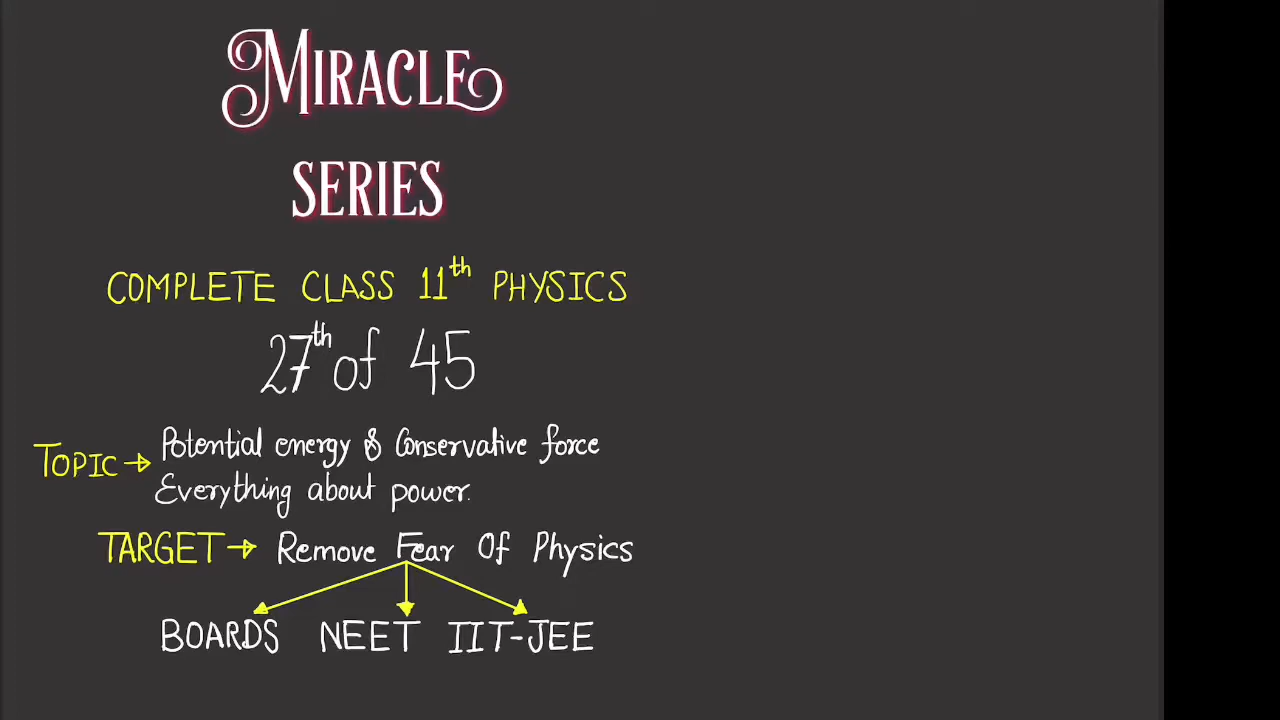 MIRACLE
SERIES
COMPLETE CLASS 11th PHYSICS
27th of 45
TOPIC → Potential energy & Conservative force
Everything about power.
TARGET → Remove Fear Of Physics
BOARDS NEET IIT-JEE